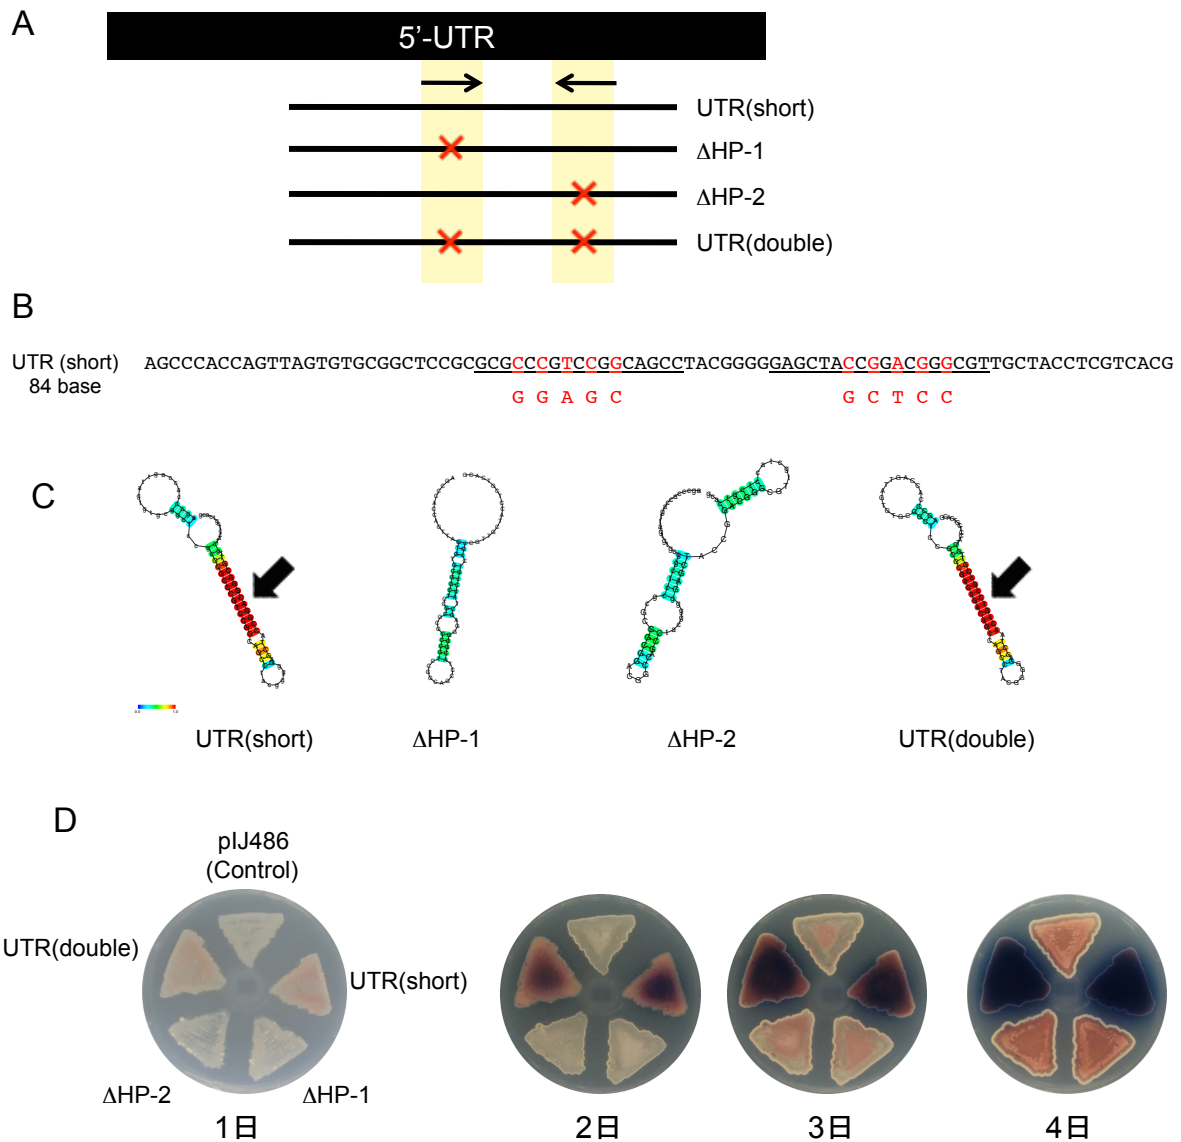 A
5'-UTR
UTR(short)
ΔHP-1
ΔHP-2
UTR(double)
B
UTR (short)
84 base
AGCCCACCAGTTAGTGTGCGGCTCCGCGCGCCCGTCCGGCAGCCTACGGGGGAGCTACCGGACGGGCGTTGCTACCTCGTCACG
G G A G C
G C T C C
C
UTR(short)
ΔHP-1
ΔHP-2
UTR(double)
D
pIJ486
(Control)
UTR(double)
UTR(short)
ΔHP-2
ΔHP-1
1日
2日
3日
4日